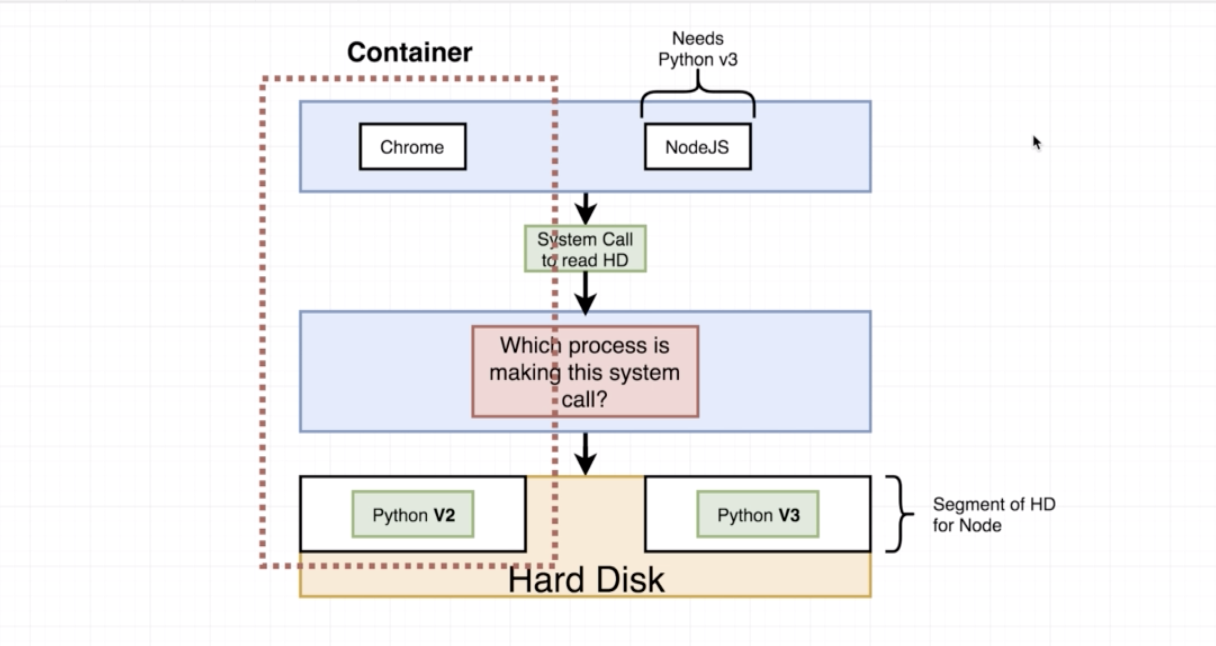 Container
Needs
Python v3
Chrome
NodeJS
System Call
to read HD
Which process is
making this system
call?
Python V2
Python V3
Segment of HD
for Node
Hard Disk